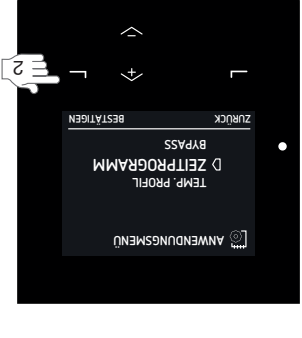 ANWENDUNGSMENÜ
TEMP. PROFIL
ZEITPROGRAMM
BYPASS
ZURÜCK BESTÄTIGEN
2